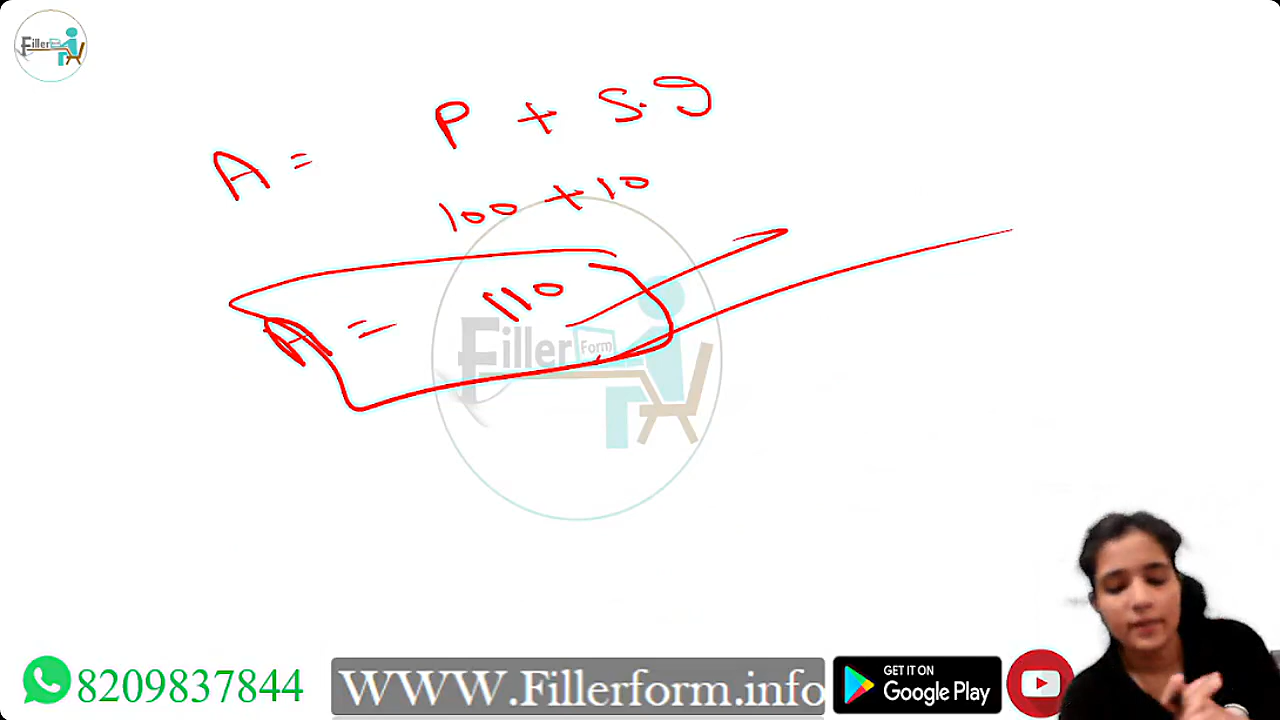 Filler
A = P + S.I
100 + 10
A = 110
Filler Form
8209837844
WWW.Fillerform.info
GET IT ON
Google Play